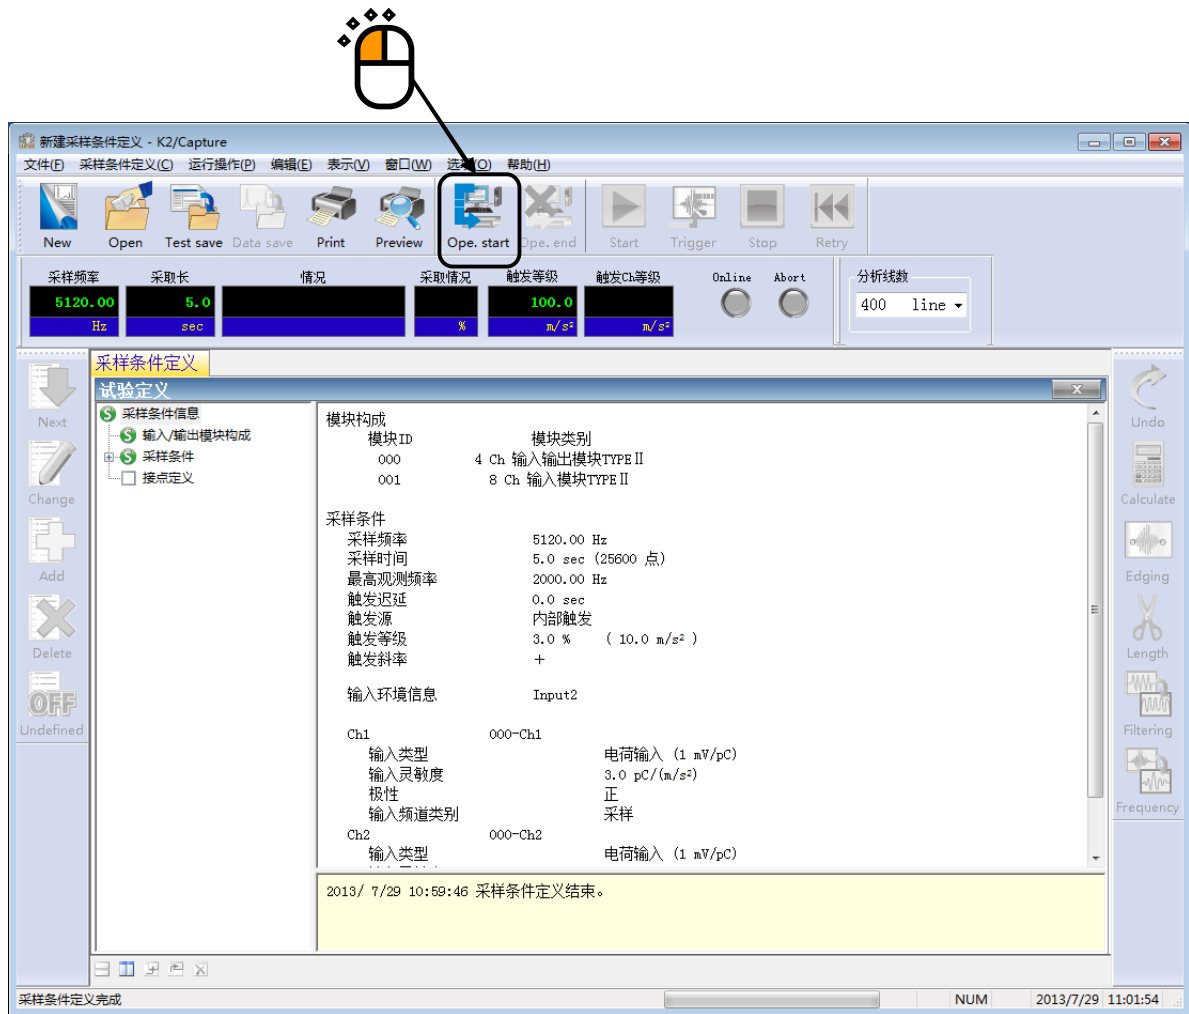 新建采样条件定义 - K2/Capture
文件(F) 采样条件定义(C) 运行操作(P) 编辑(E) 表示(V) 窗口(W) 选 (O) 帮助(H)
New Open Test save Data save Print Preview Ope. start Ope. end Start Trigger Stop Retry
采样频率 采取长 情况 采取情况 触发等级 触发Ch等级 Online Abort 分析线数
5120.00 5.0 100.0 400 line
Hz sec % m/s² m/s²
采样条件定义
试验定义
Next
Change
Add
Delete
OFF
Undefined
采样条件信息
输入/输出模块构成
采样条件
接点定义
模块构成
模块ID 模块类别
000 4 Ch 输入输出模块TYPEⅡ
001 8 Ch 输入模块TYPEⅡ
采样条件
采样频率 5120.00 Hz
采样时间 5.0 sec (25600 点)
最高观测频率 2000.00 Hz
触发迟延 0.0 sec
触发源 内部触发
触发等级 3.0 % ( 10.0 m/s² )
触发斜率 +
输入环境信息 Input2
Ch1 000-Ch1
输入类型 电荷输入 (1 mV/pC)
输入灵敏度 3.0 pC/(m/s²)
极性 正
输入频道类别 采样
Ch2 000-Ch2
输入类型 电荷输入 (1 mV/pC)
2013/ 7/29 10:59:46 采样条件定义结束。
Undo
Calculate
Edging
Length
Filtering
Frequency
采样条件定义完成 NUM 2013/7/29 11:01:54